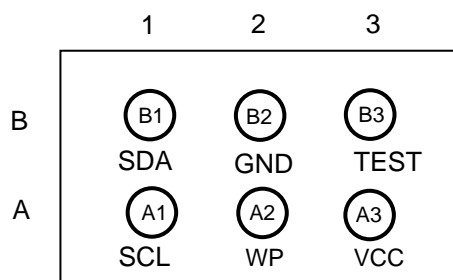 1 2 3
B B1 B2 B3
SDA GND TEST
A A1 A2 A3
SCL WP VCC